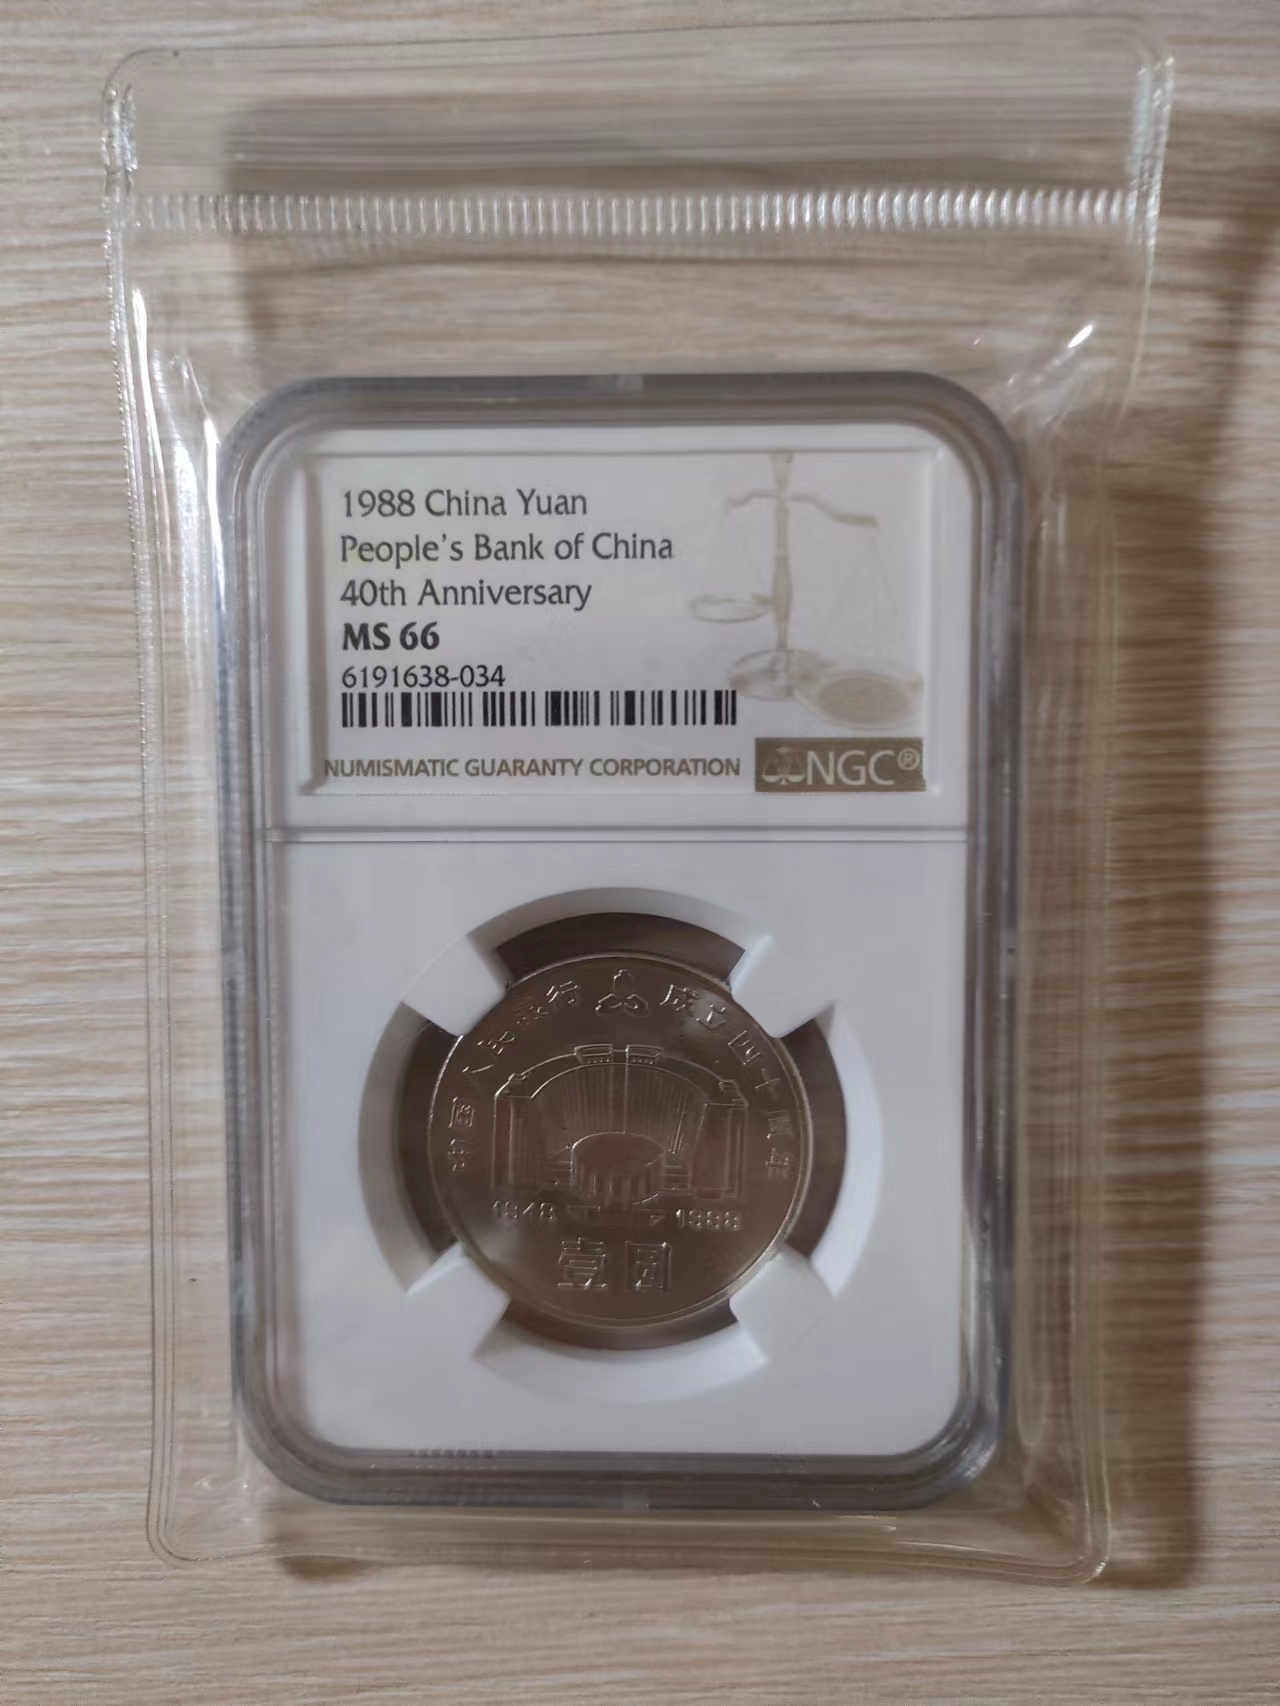 1988 China Yuan
People's Bank of China
40th Anniversary
MS 66
6191638-034
NUMISMATIC GUARANTY CORPORATION
NGC®
中国人民银行 成立四十周年
1948 1988
壹圆